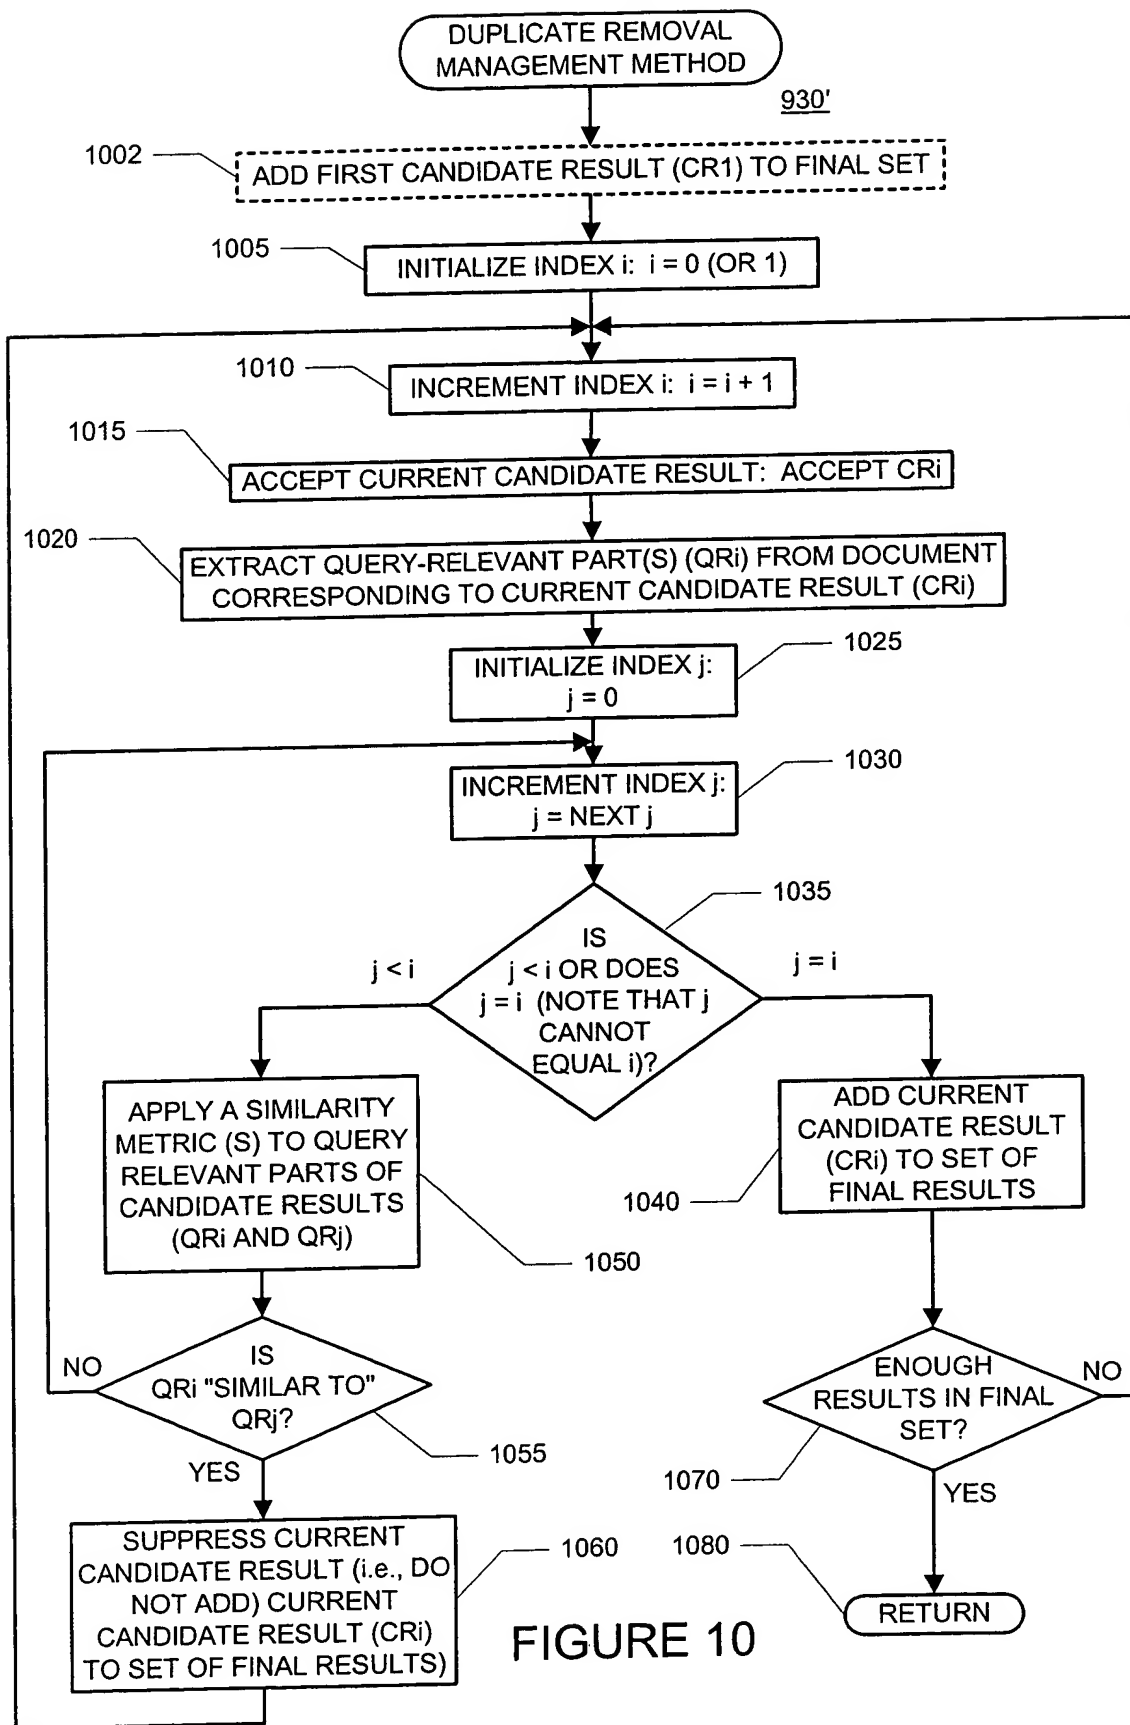 DUPLICATE REMOVAL
MANAGEMENT METHOD
930'
1002
ADD FIRST CANDIDATE RESULT (CR1) TO FINAL SET
1005
INITIALIZE INDEX i: i = 0 (OR 1)
1010
INCREMENT INDEX i: i = i + 1
1015
ACCEPT CURRENT CANDIDATE RESULT: ACCEPT CRi
1020
EXTRACT QUERY-RELEVANT PART(S) (QRi) FROM DOCUMENT
CORRESPONDING TO CURRENT CANDIDATE RESULT (CRi)
1025
INITIALIZE INDEX j:
j = 0
1030
INCREMENT INDEX j:
j = NEXT j
1035
IS
j < i OR DOES
j = i (NOTE THAT j
CANNOT
EQUAL i)?
j < i
j = i
APPLY A SIMILARITY
METRIC (S) TO QUERY
RELEVANT PARTS OF
CANDIDATE RESULTS
(QRi AND QRj)
1050
ADD CURRENT
CANDIDATE RESULT
(CRi) TO SET OF
FINAL RESULTS
1040
IS
QRi "SIMILAR TO"
QRj?
NO
YES
1055
ENOUGH
RESULTS IN FINAL
SET?
NO
YES
1070
SUPPRESS CURRENT
CANDIDATE RESULT (i.e., DO
NOT ADD) CURRENT
CANDIDATE RESULT (CRi)
TO SET OF FINAL RESULTS)
1060
1080
RETURN
FIGURE 10